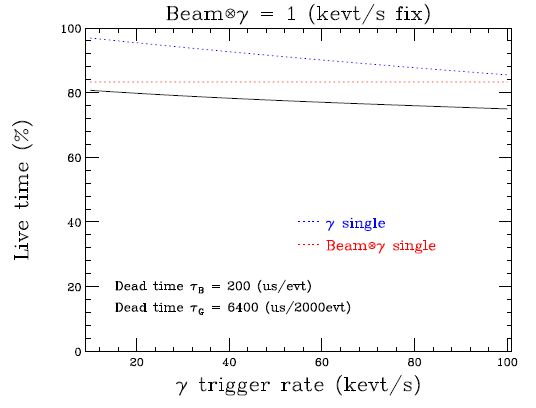 Beam⊗γ = 1 (kevt/s fix)
100
80
60
40
20
0
Live time (%)
γ single
Beam⊗γ single
Dead time τB = 200 (us/evt)
Dead time τG = 6400 (us/2000evt)
20 40 60 80 100
γ trigger rate (kevt/s)